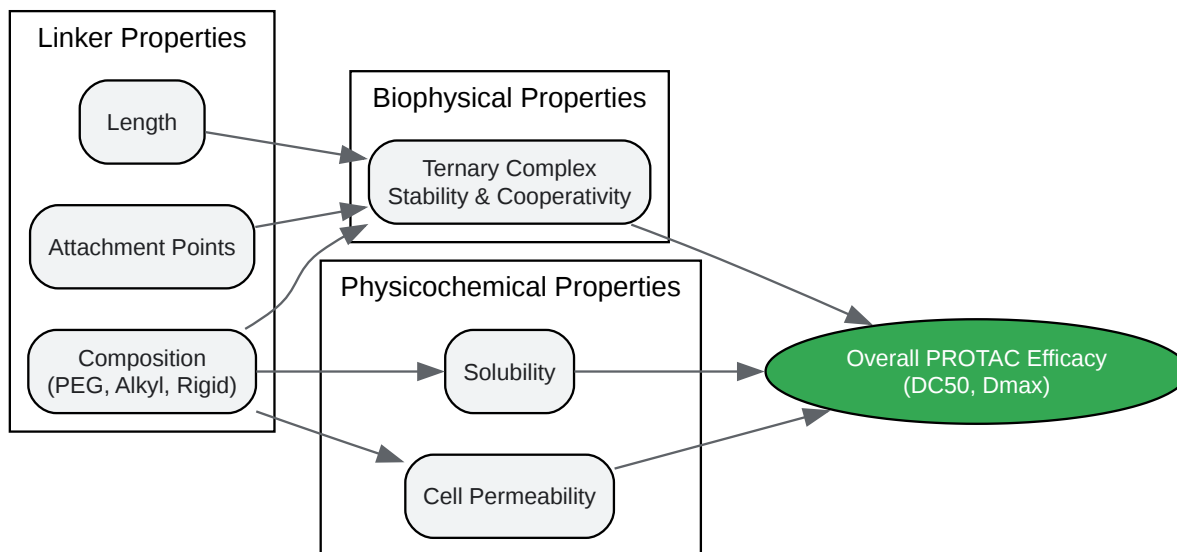 Linker Properties
Length
Attachment Points
Composition
(PEG, Alkyl, Rigid)
Biophysical Properties
Ternary Complex
Stability & Cooperativity
Physicochemical Properties
Solubility
Cell Permeability
Overall PROTAC Efficacy
(DC50, Dmax)